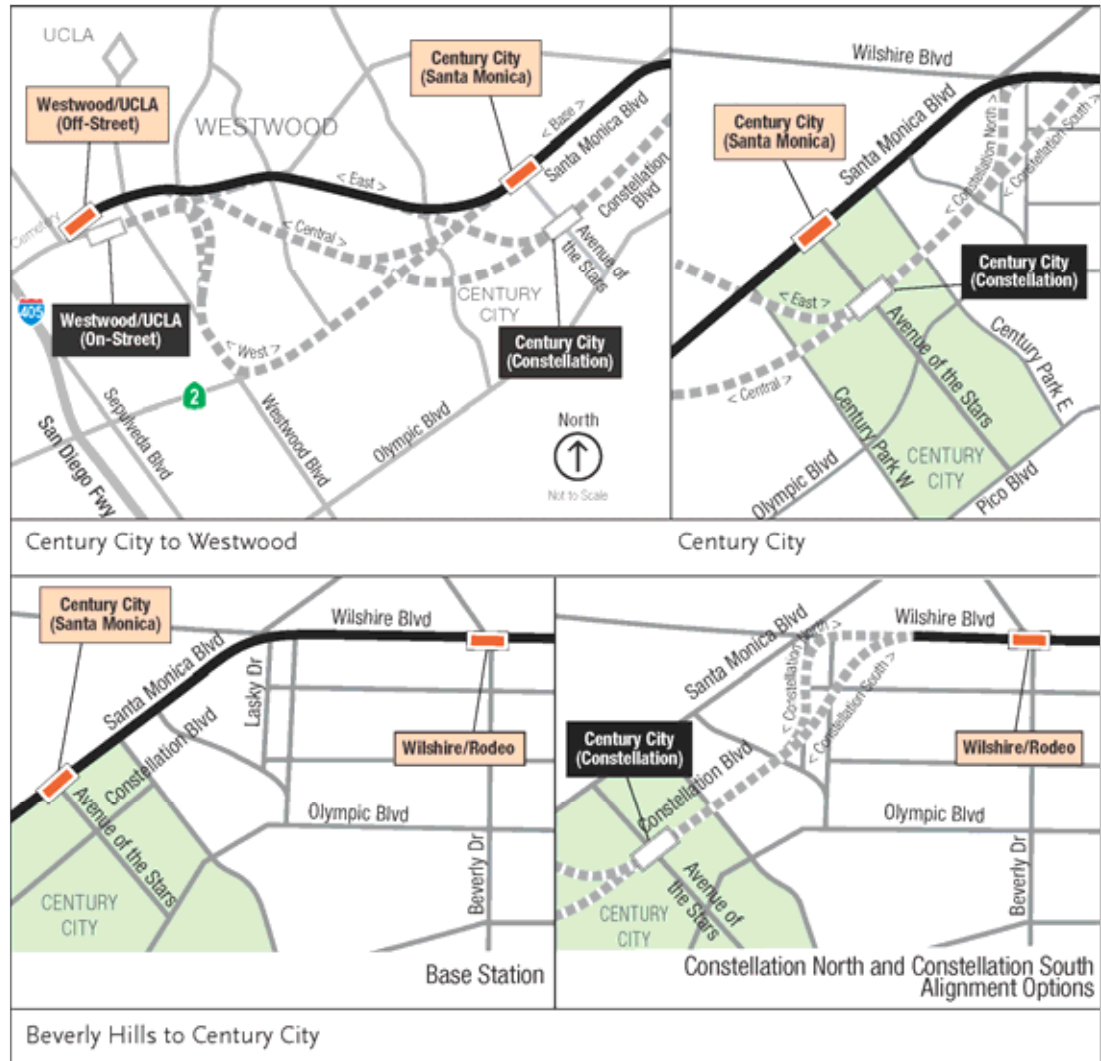 UCLA
Westwood/UCLA
(Off-Street)
WESTWOOD
Century City
(Santa Monica)
< Base >
Santa Monica Blvd
Constellation
Blvd
< East >
< Central >
Cemetery
Avenue of
the Stars
CENTURY
CITY
405
Westwood/UCLA
(On-Street)
< West >
Century City
(Constellation)
2
San Diego Fwy
Sepulveda Blvd
Westwood Blvd
Olympic Blvd
North
Not to Scale
Century City to Westwood
Wilshire Blvd
Santa Monica Blvd
< Constellation North >
< Constellation South >
Century City
(Santa Monica)
Century City
(Constellation)
< East >
< Central >
Avenue of the Stars
Century Park E
Century Park W
CENTURY
CITY
Olympic Blvd
Pico Blvd
Century City
Century City
(Santa Monica)
Wilshire Blvd
Santa Monica Blvd
Lasky Dr
Constellation Blvd
Wilshire/Rodeo
Avenue of the Stars
Olympic Blvd
Beverly Dr
CENTURY
CITY
Base Station
Wilshire Blvd
Santa Monica Blvd
< Constellation North >
< Constellation South >
Century City
(Constellation)
Constellation Blvd
Wilshire/Rodeo
Olympic Blvd
Avenue of
the Stars
Beverly Dr
CENTURY
CITY
Constellation North and Constellation South
Alignment Options
Beverly Hills to Century City